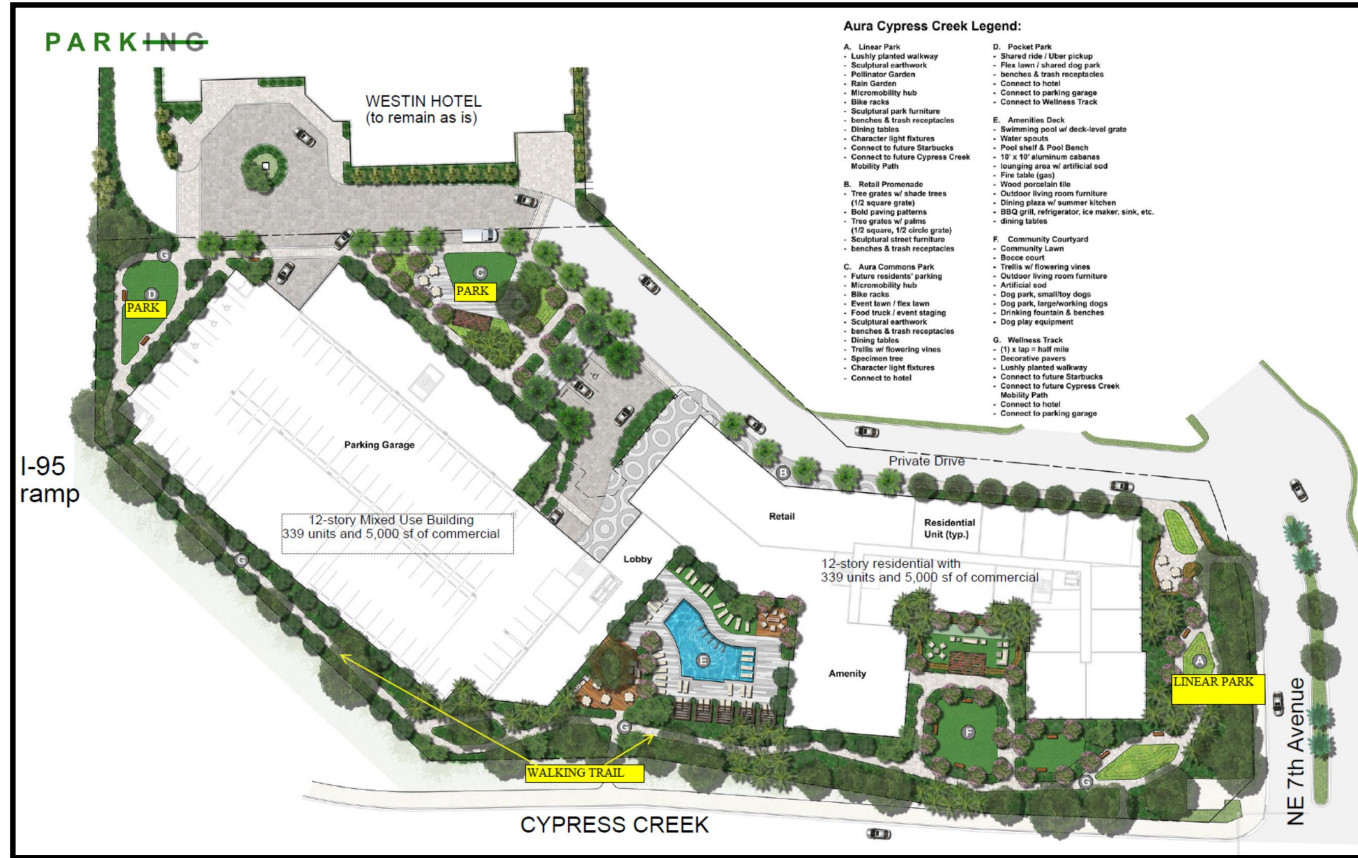 PARKING
WESTIN HOTEL
(to remain as is)
Aura Cypress Creek Legend:
A. Linear Park
- Lushly planted walkway
- Sculptural earthwork
- Pollinator Garden
- Rain Garden
- Micromobility hub
- Bike racks
- Sculptural park furniture
- benches & trash receptacles
- Dining tables
- Character light fixtures
- Connect to future Starbucks
- Connect to future Cypress Creek
Mobility Path
B. Retail Promenade
- Tree grates w/ shade trees
(1/2 square grate)
- Bold paving patterns
- Tree grates w/ palms
(1/2 square, 1/2 circle grate)
- Sculptural street furniture
- benches & trash receptacles
C. Aura Commons Park
- Future residents' parking
- Micromobility hub
- Bike racks
- Event lawn / flex lawn
- Food truck / event staging
- Sculptural earthwork
- benches & trash receptacles
- Dining tables
- Trellis w/ flowering vines
- Specimen tree
- Character light fixtures
- Connect to hotel
D. Pocket Park
- Shared ride / Uber pickup
- Flex lawn / shared dog park
- benches & trash receptacles
- Connect to hotel
- Connect to parking garage
- Connect to Wellness Track
E. Amenities Deck
- Swimming pool w/ deck-level grate
- Water spouts
- Pool shelf & Pool Bench
- 10' x 10' aluminum cabanas
- lounging area w/ artificial sod
- Fire table (gas)
- Wood porcelain tile
- Outdoor living room furniture
- Dining plaza w/ summer kitchen
- BBQ grill, refrigerator, ice maker, sink, etc.
- dining tables
F. Community Courtyard
- Community Lawn
- Bocce court
- Trellis w/ flowering vines
- Outdoor living room furniture
- Artificial sod
- Dog park, small/toy dogs
- Dog park, large/working dogs
- Drinking fountain & benches
- Dog play equipment
G. Wellness Track
- (1) x lap = half mile
- Decorative pavers
- Lushly planted walkway
- Connect to future Starbucks
- Connect to future Cypress Creek
Mobility Path
- Connect to hotel
- Connect to parking garage
G
C
PARK
D
PARK
Parking Garage
I-95
ramp
Private Drive
B
Retail
Residential
Unit (typ.)
12-story Mixed Use Building
339 units and 5,000 sf of commercial
Lobby
12-story residential with
339 units and 5,000 sf of commercial
G
E
A
Amenity
LINEAR PARK
G
F
WALKING TRAIL
G
NE 7th Avenue
CYPRESS CREEK